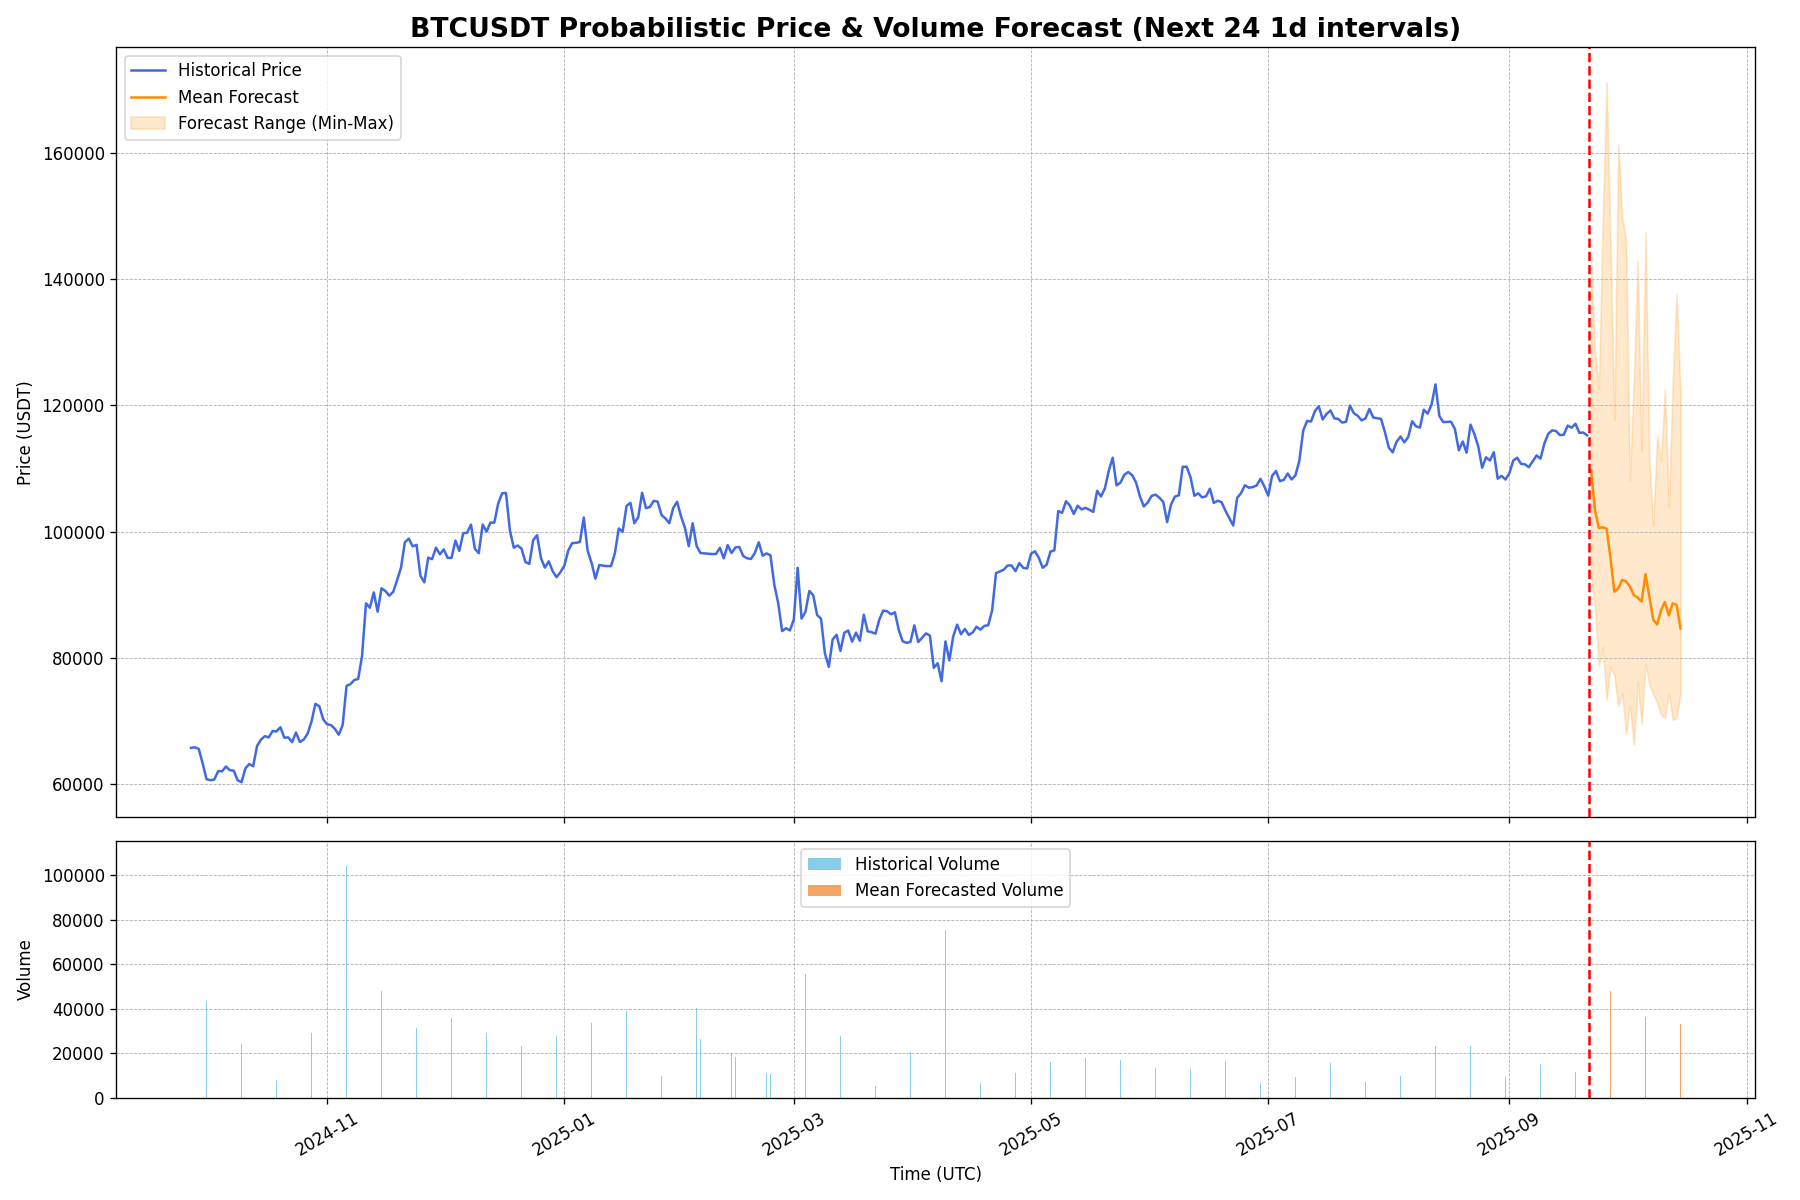 BTCUSDT Probabilistic Price & Volume Forecast (Next 24 1d intervals)
Historical Price
Mean Forecast
Forecast Range (Min-Max)
160000
140000
120000
100000
80000
60000
Price (USDT)
Historical Volume
Mean Forecasted Volume
100000
80000
60000
40000
20000
0
Volume
2024-11
2025-01
2025-03
2025-05
2025-07
2025-09
2025-11
Time (UTC)